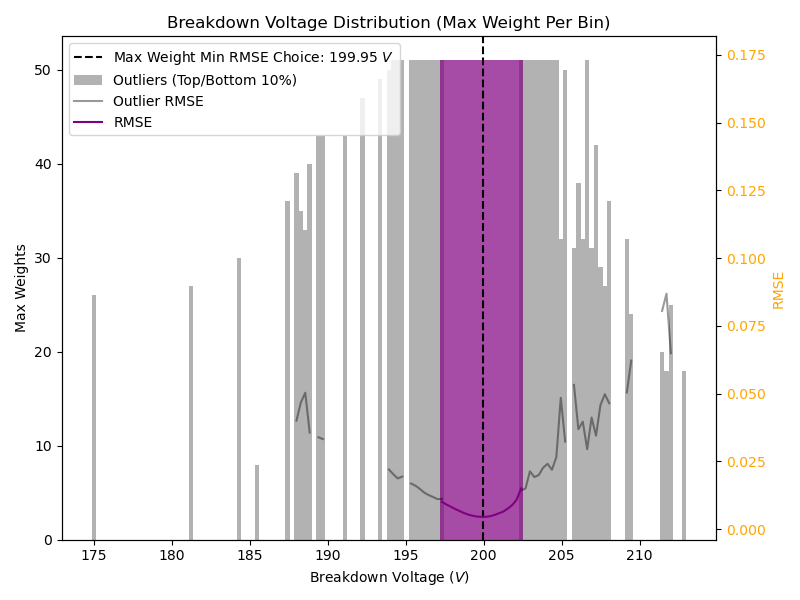 Breakdown Voltage Distribution (Max Weight Per Bin)
Max Weight Min RMSE Choice: 199.95 V
Outliers (Top/Bottom 10%)
Outlier RMSE
RMSE
Max Weights
50
40
30
20
10
0
0.175
0.150
0.125
0.100
0.075
0.050
0.025
0.000
RMSE
175 180 185 190 195 200 205 210
Breakdown Voltage (V)